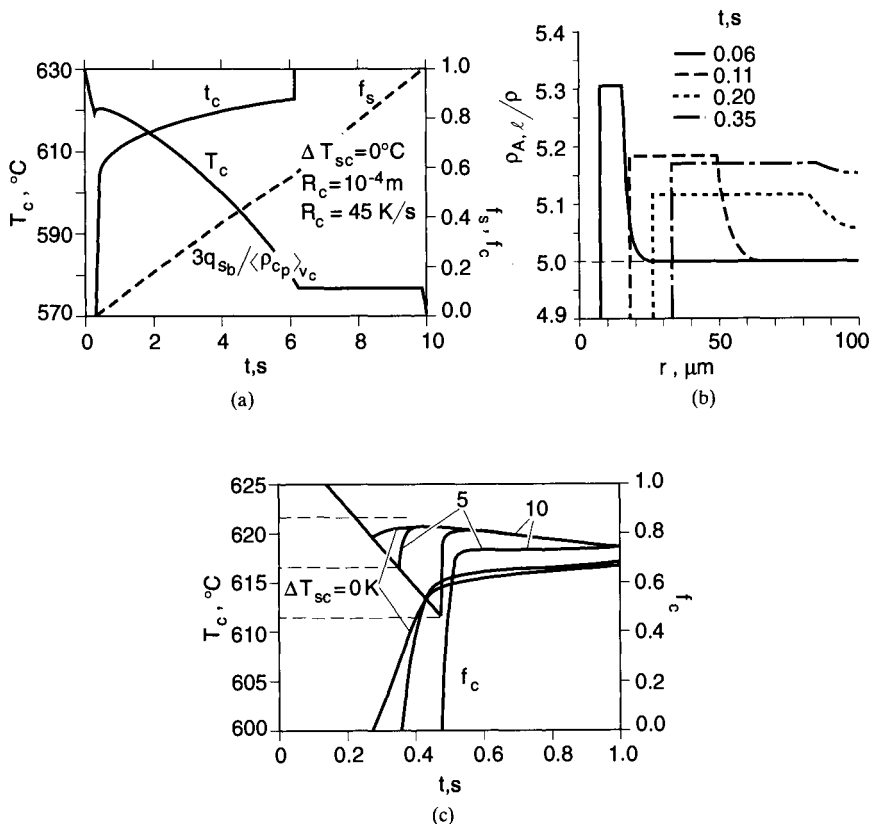 t,s
630
610
590
570
T_c , °C
t_c
T_c
f_s
ΔT_sc=0°C
R_c=10⁻⁴m
R_c=45 K/s
3q_sb/⟨ρc_p⟩_vc
1.0
0.8
0.6
0.4
0.2
0.0
f_s, f_c
0 2 4 6 8 10
t,s
(a)
5.4
5.3
5.2
5.1
5.0
4.9
ρ_A,ℓ/ρ
0.06
0.11
0.20
0.35
0 50 100
r , μm
(b)
625
620
615
610
605
600
T_c , °C
5 10
ΔT_sc=0K
f_c
1.0
0.8
0.6
0.4
0.2
0.0
f_c
0 0.2 0.4 0.6 0.8 1.0
t,s
(c)